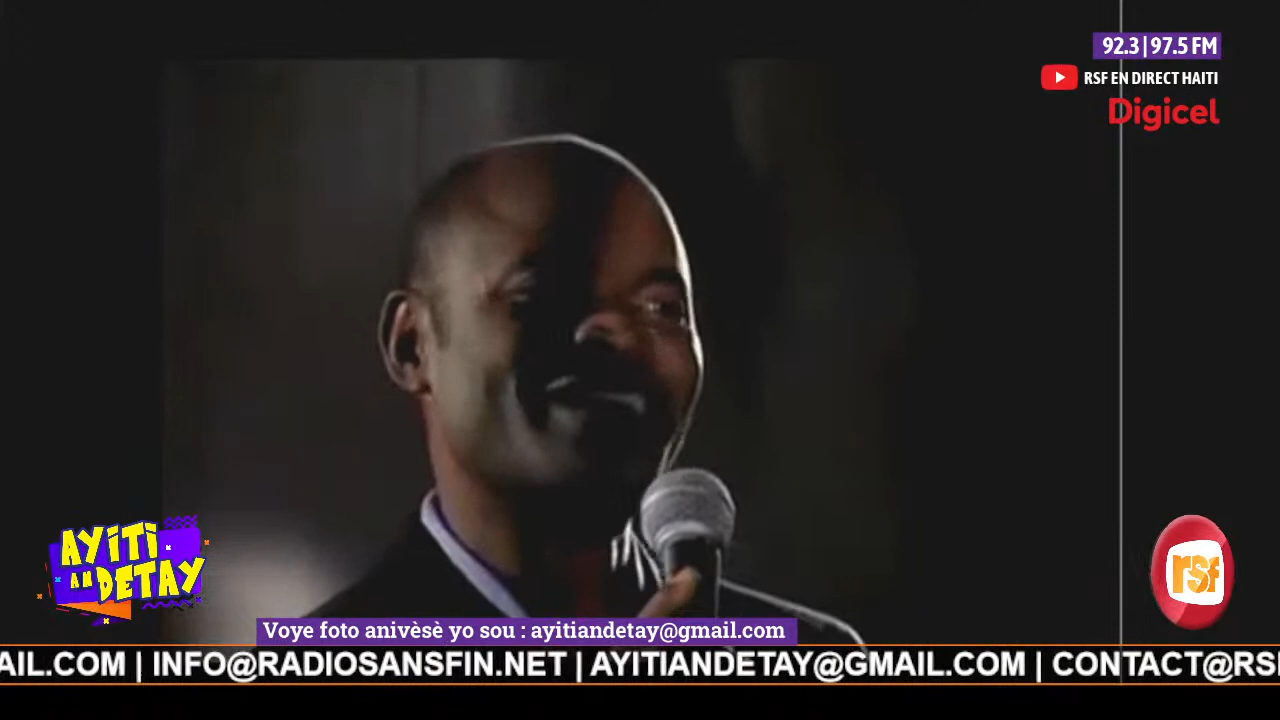 92.3|97.5 FM
RSF EN DIRECT HAITI
Digicel
AYiTi
AN DETAY
rsf
Voye foto anivèsè yo sou : ayitiandetay@gmail.com
AIL.COM | INFO@RADIOSANSFIN.NET | AYITIANDETAY@GMAIL.COM | CONTACT@RS